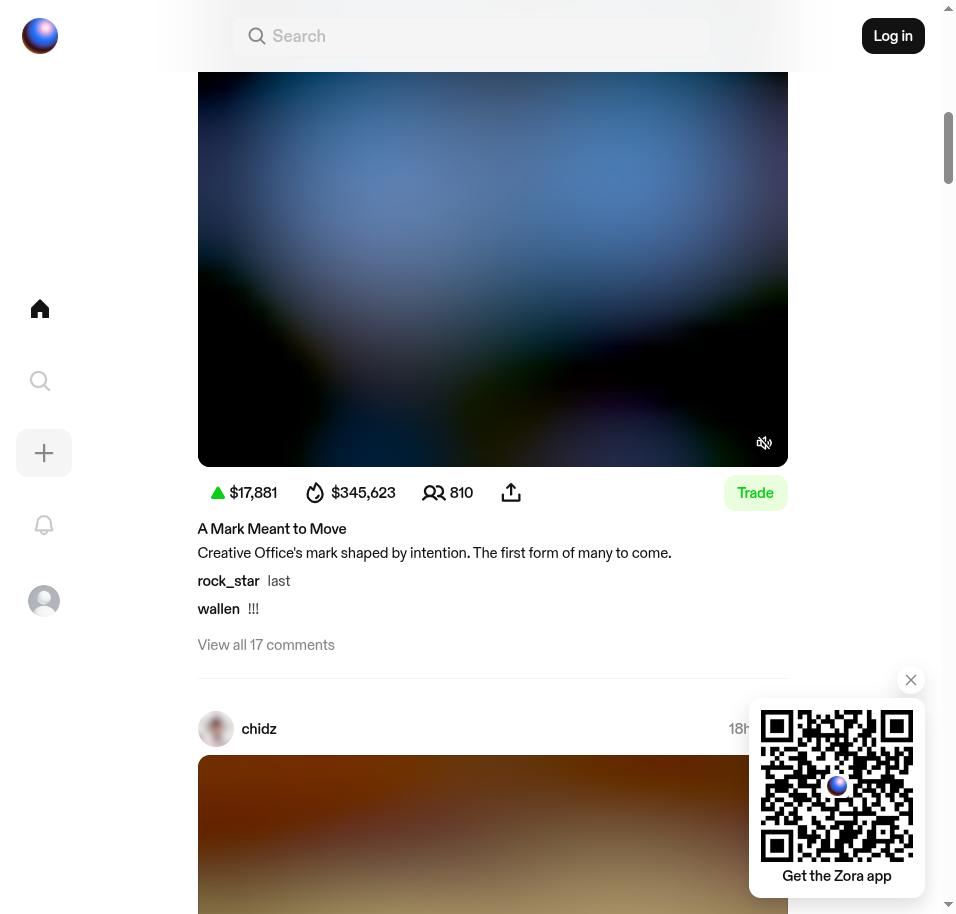 Search
Log in
$17,881 $345,623 810 Trade
A Mark Meant to Move
Creative Office's mark shaped by intention. The first form of many to come.
rock_star last
wallen !!!
View all 17 comments
chidz 18h
Get the Zora app